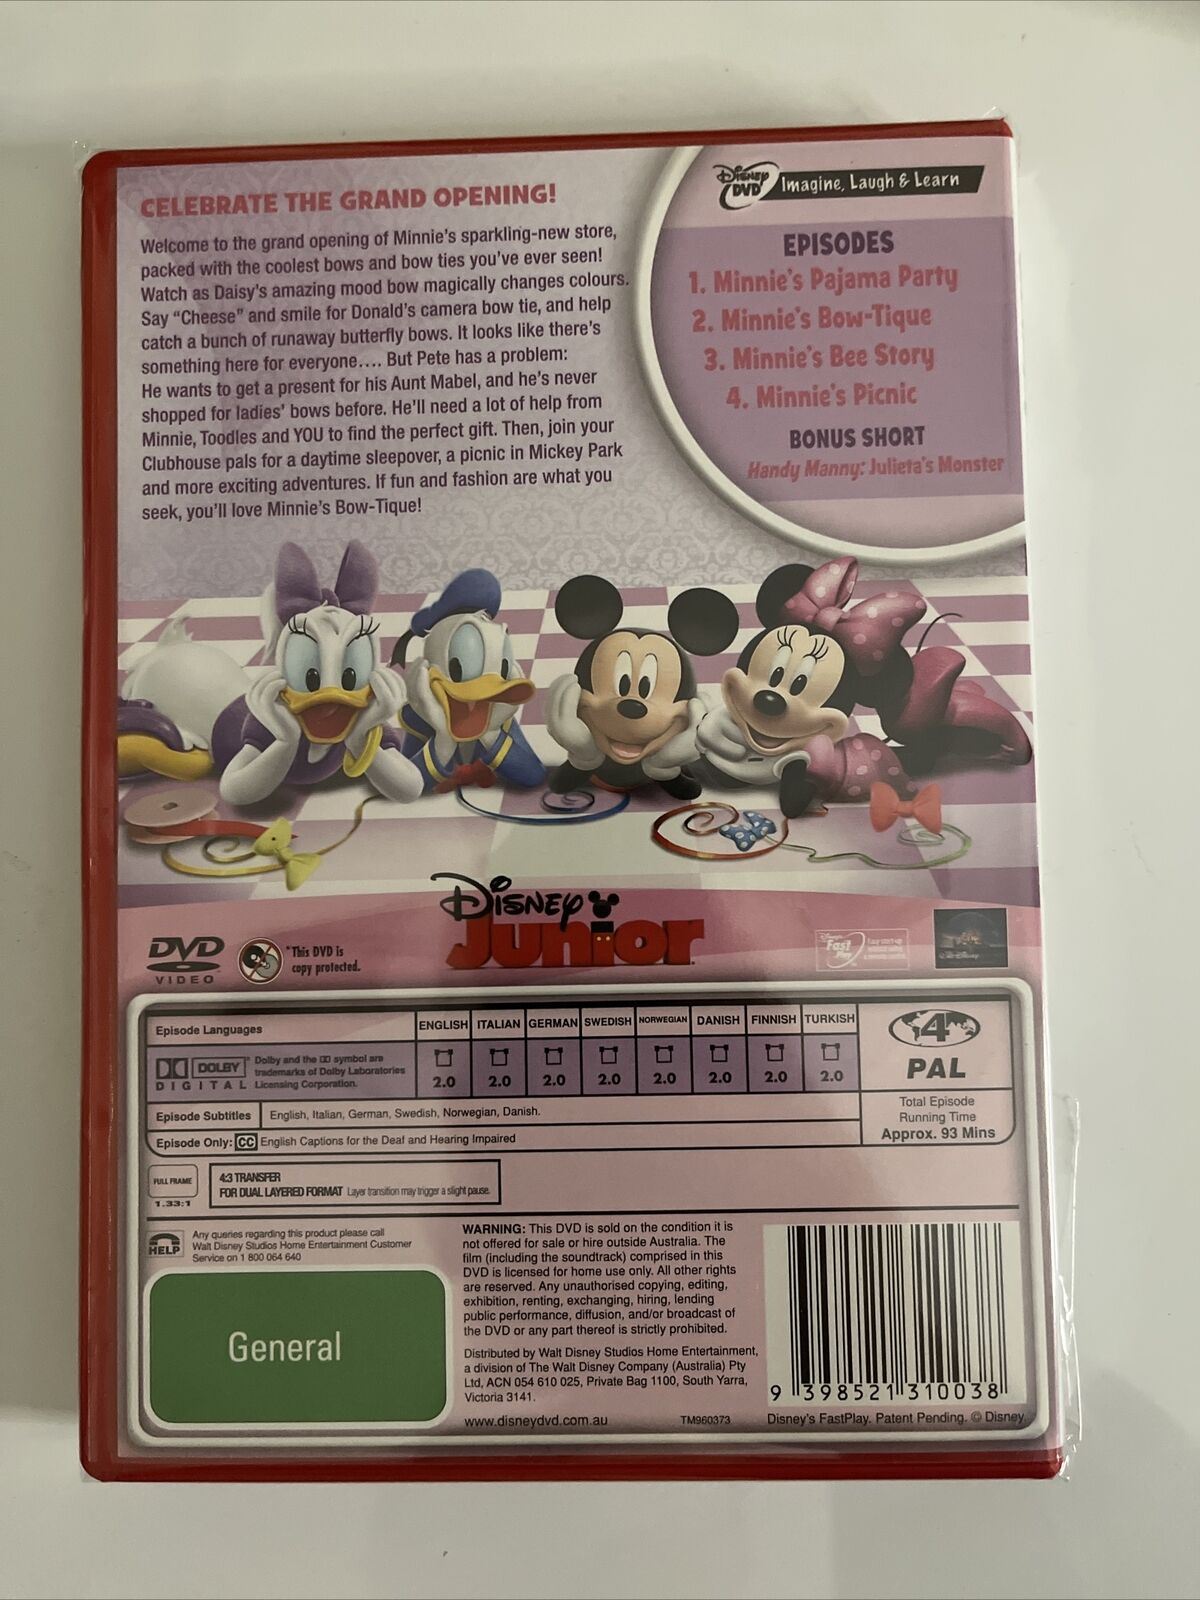 CELEBRATE THE GRAND OPENING!
Welcome to the grand opening of Minnie's sparkling-new store,
packed with the coolest bows and bow ties you've ever seen!
Watch as Daisy's amazing mood bow magically changes colours.
Say "Cheese" and smile for Donald's camera bow tie, and help
catch a bunch of runaway butterfly bows. It looks like there's
something here for everyone.... But Pete has a problem:
He wants to get a present for his Aunt Mabel, and he's never
shopped for ladies' bows before. He'll need a lot of help from
Minnie, Toodles and YOU to find the perfect gift. Then, join your
Clubhouse pals for a daytime sleepover, a picnic in Mickey Park
and more exciting adventures. If fun and fashion are what you
seek, you'll love Minnie's Bow-Tique!
Disney DVD Imagine, Laugh & Learn
EPISODES
1. Minnie's Pajama Party
2. Minnie's Bow-Tique
3. Minnie's Bee Story
4. Minnie's Picnic
BONUS SHORT
Handy Manny: Julieta's Monster
Disney
Junior
DVD
VIDEO
*This DVD is
copy protected.
Disney's
Fast
Play
Walt Disney
Episode Languages
ENGLISH ITALIAN GERMAN SWEDISH NORWEGIAN DANISH FINNISH TURKISH
DOLBY
DIGITAL
Dolby and the DD symbol are
trademarks of Dolby Laboratories
Licensing Corporation.
2.0 2.0 2.0 2.0 2.0 2.0 2.0 2.0
4
PAL
Episode Subtitles English, Italian, German, Swedish, Norwegian, Danish.
Episode Only: CC English Captions for the Deaf and Hearing Impaired
Total Episode
Running Time
Approx. 93 Mins
FULL FRAME
1.33:1
4:3 TRANSFER
FOR DUAL LAYERED FORMAT Layer transition may trigger a slight pause.
HELP
Any queries regarding this product please call
Walt Disney Studios Home Entertainment Customer
Service on 1 800 064 640
General
WARNING: This DVD is sold on the condition it is
not offered for sale or hire outside Australia. The
film (including the soundtrack) comprised in this
DVD is licensed for home use only. All other rights
are reserved. Any unauthorised copying, editing,
exhibition, renting, exchanging, hiring, lending
public performance, diffusion, and/or broadcast of
the DVD or any part thereof is strictly prohibited.
Distributed by Walt Disney Studios Home Entertainment,
a division of The Walt Disney Company (Australia) Pty
Ltd, ACN 054 610 025, Private Bag 1100, South Yarra,
Victoria 3141.
www.disneydvd.com.au TM960373
9 398521 310038
Disney's FastPlay. Patent Pending. © Disney.